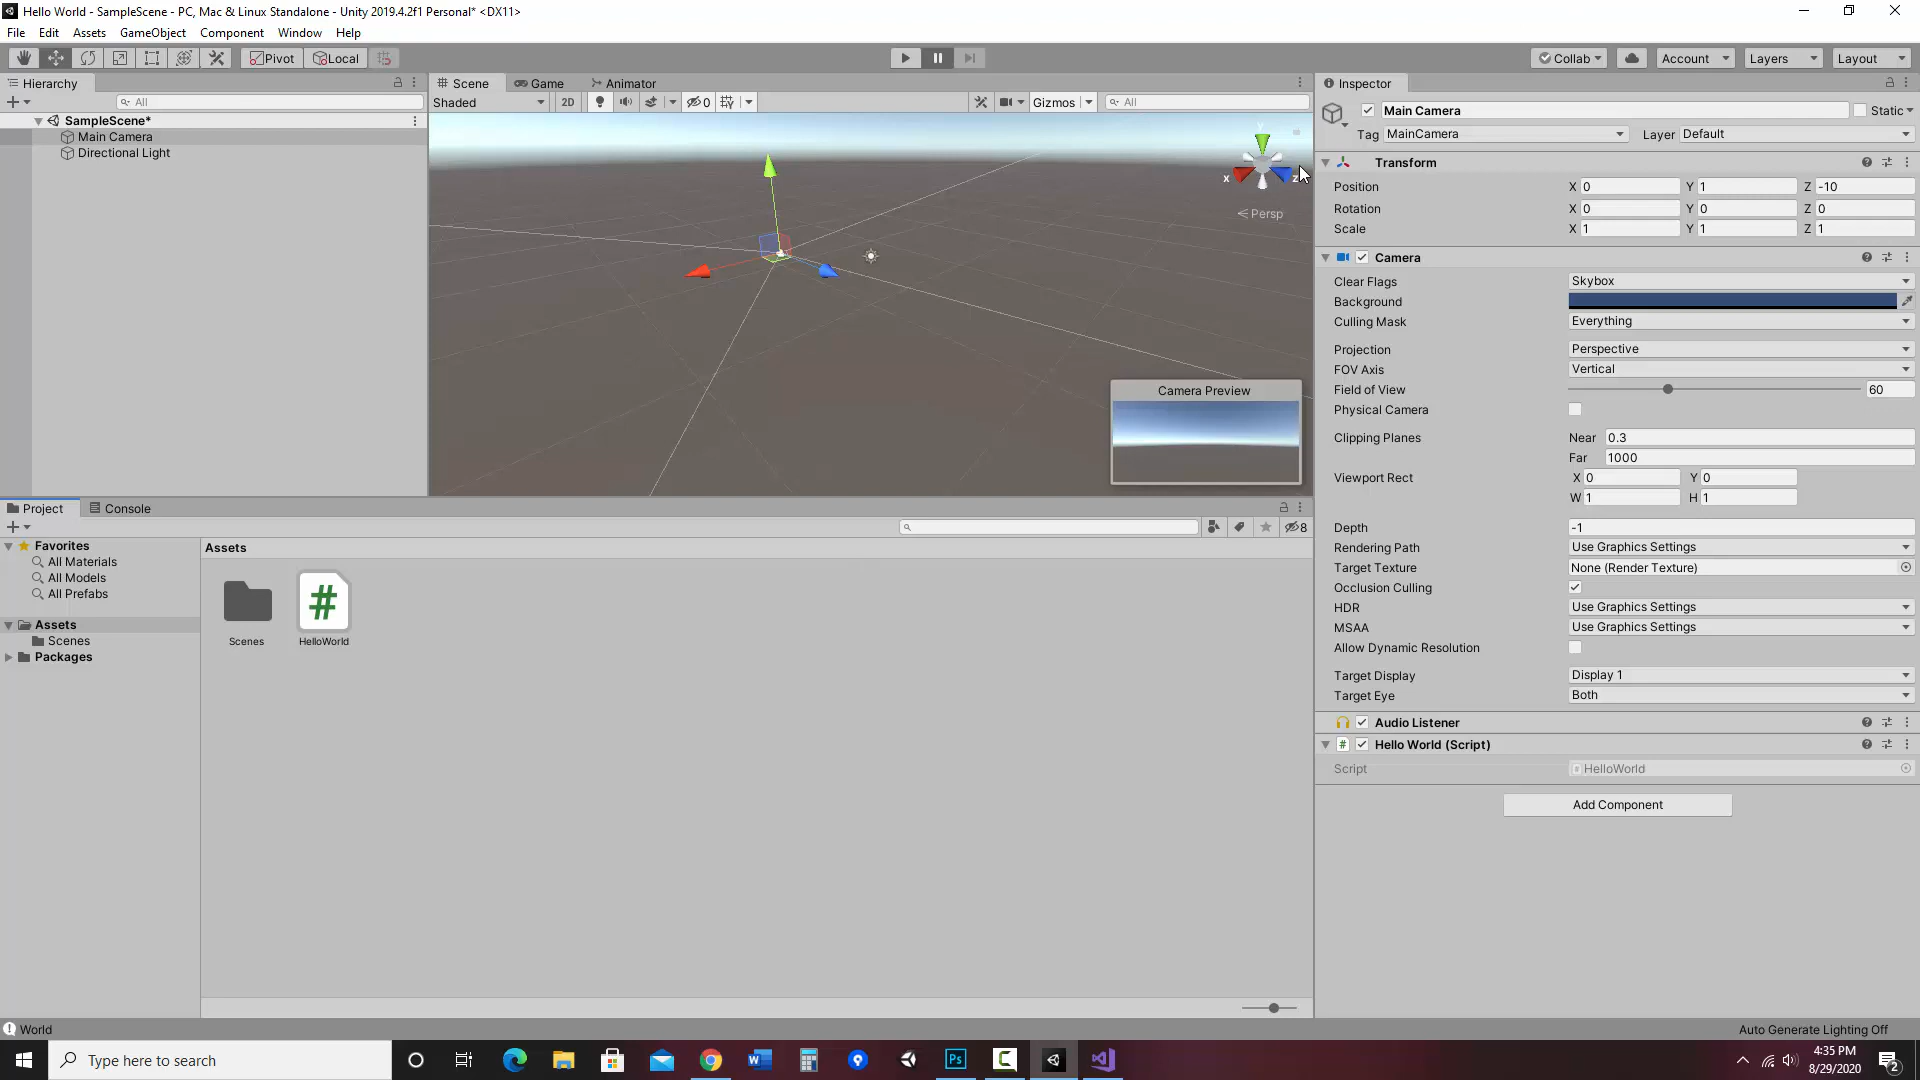 Hello World - SampleScene - PC, Mac & Linux Standalone - Unity 2019.4.2f1 Personal* <DX11>
File Edit Assets GameObject Component Window Help
Pivot Local Collab Account Layers Layout
Hierarchy
All
SampleScene*
Main Camera
Directional Light
Scene Game Animator
Shaded 2D 0 Gizmos All
y
x z
Persp
Camera Preview
Project Console
8
Favorites
All Materials
All Models
All Prefabs
Assets
Scenes
Packages
Assets
Scenes HelloWorld
Inspector
Main Camera Static
Tag MainCamera Layer Default
Transform
Position X 0 Y 1 Z -10
Rotation X 0 Y 0 Z 0
Scale X 1 Y 1 Z 1
Camera
Clear Flags Skybox
Background
Culling Mask Everything
Projection Perspective
FOV Axis Vertical
Field of View 60
Physical Camera
Clipping Planes Near 0.3
Far 1000
Viewport Rect X 0 Y 0
W 1 H 1
Depth -1
Rendering Path Use Graphics Settings
Target Texture None (Render Texture)
Occlusion Culling
HDR Use Graphics Settings
MSAA Use Graphics Settings
Allow Dynamic Resolution
Target Display Display 1
Target Eye Both
Audio Listener
# Hello World (Script)
Script HelloWorld
Add Component
World
Auto Generate Lighting Off
Type here to search
Ps
4:35 PM
8/29/2020
2